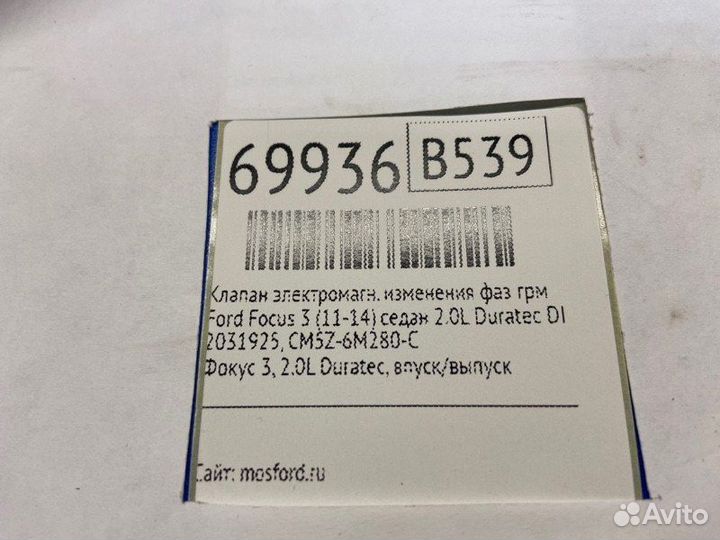 69936 B539
Клапан электромагн. изменения фаз грм
Ford Focus 3 (11-14) седан 2.0L Duratec DI
2031925, CM5Z-6M280-C
Фокус 3, 2.0L Duratec, впуск/выпуск
Сайт: mosford.ru
Avito